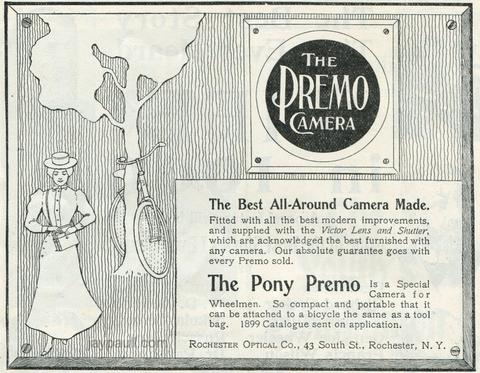 THE
PREMO
CAMERA
The Best All-Around Camera Made.
Fitted with all the best modern improvements,
and supplied with the Victor Lens and Shutter,
which are acknowledged the best furnished with
any camera. Our absolute guarantee goes with
every Premo sold.
The Pony Premo Is a Special
Camera for
Wheelmen. So compact and portable that it
can be attached to a bicycle the same as a tool
bag. 1899 Catalogue sent on application.
ROCHESTER OPTICAL CO., 43 South St., Rochester, N. Y.
jaypaull.com